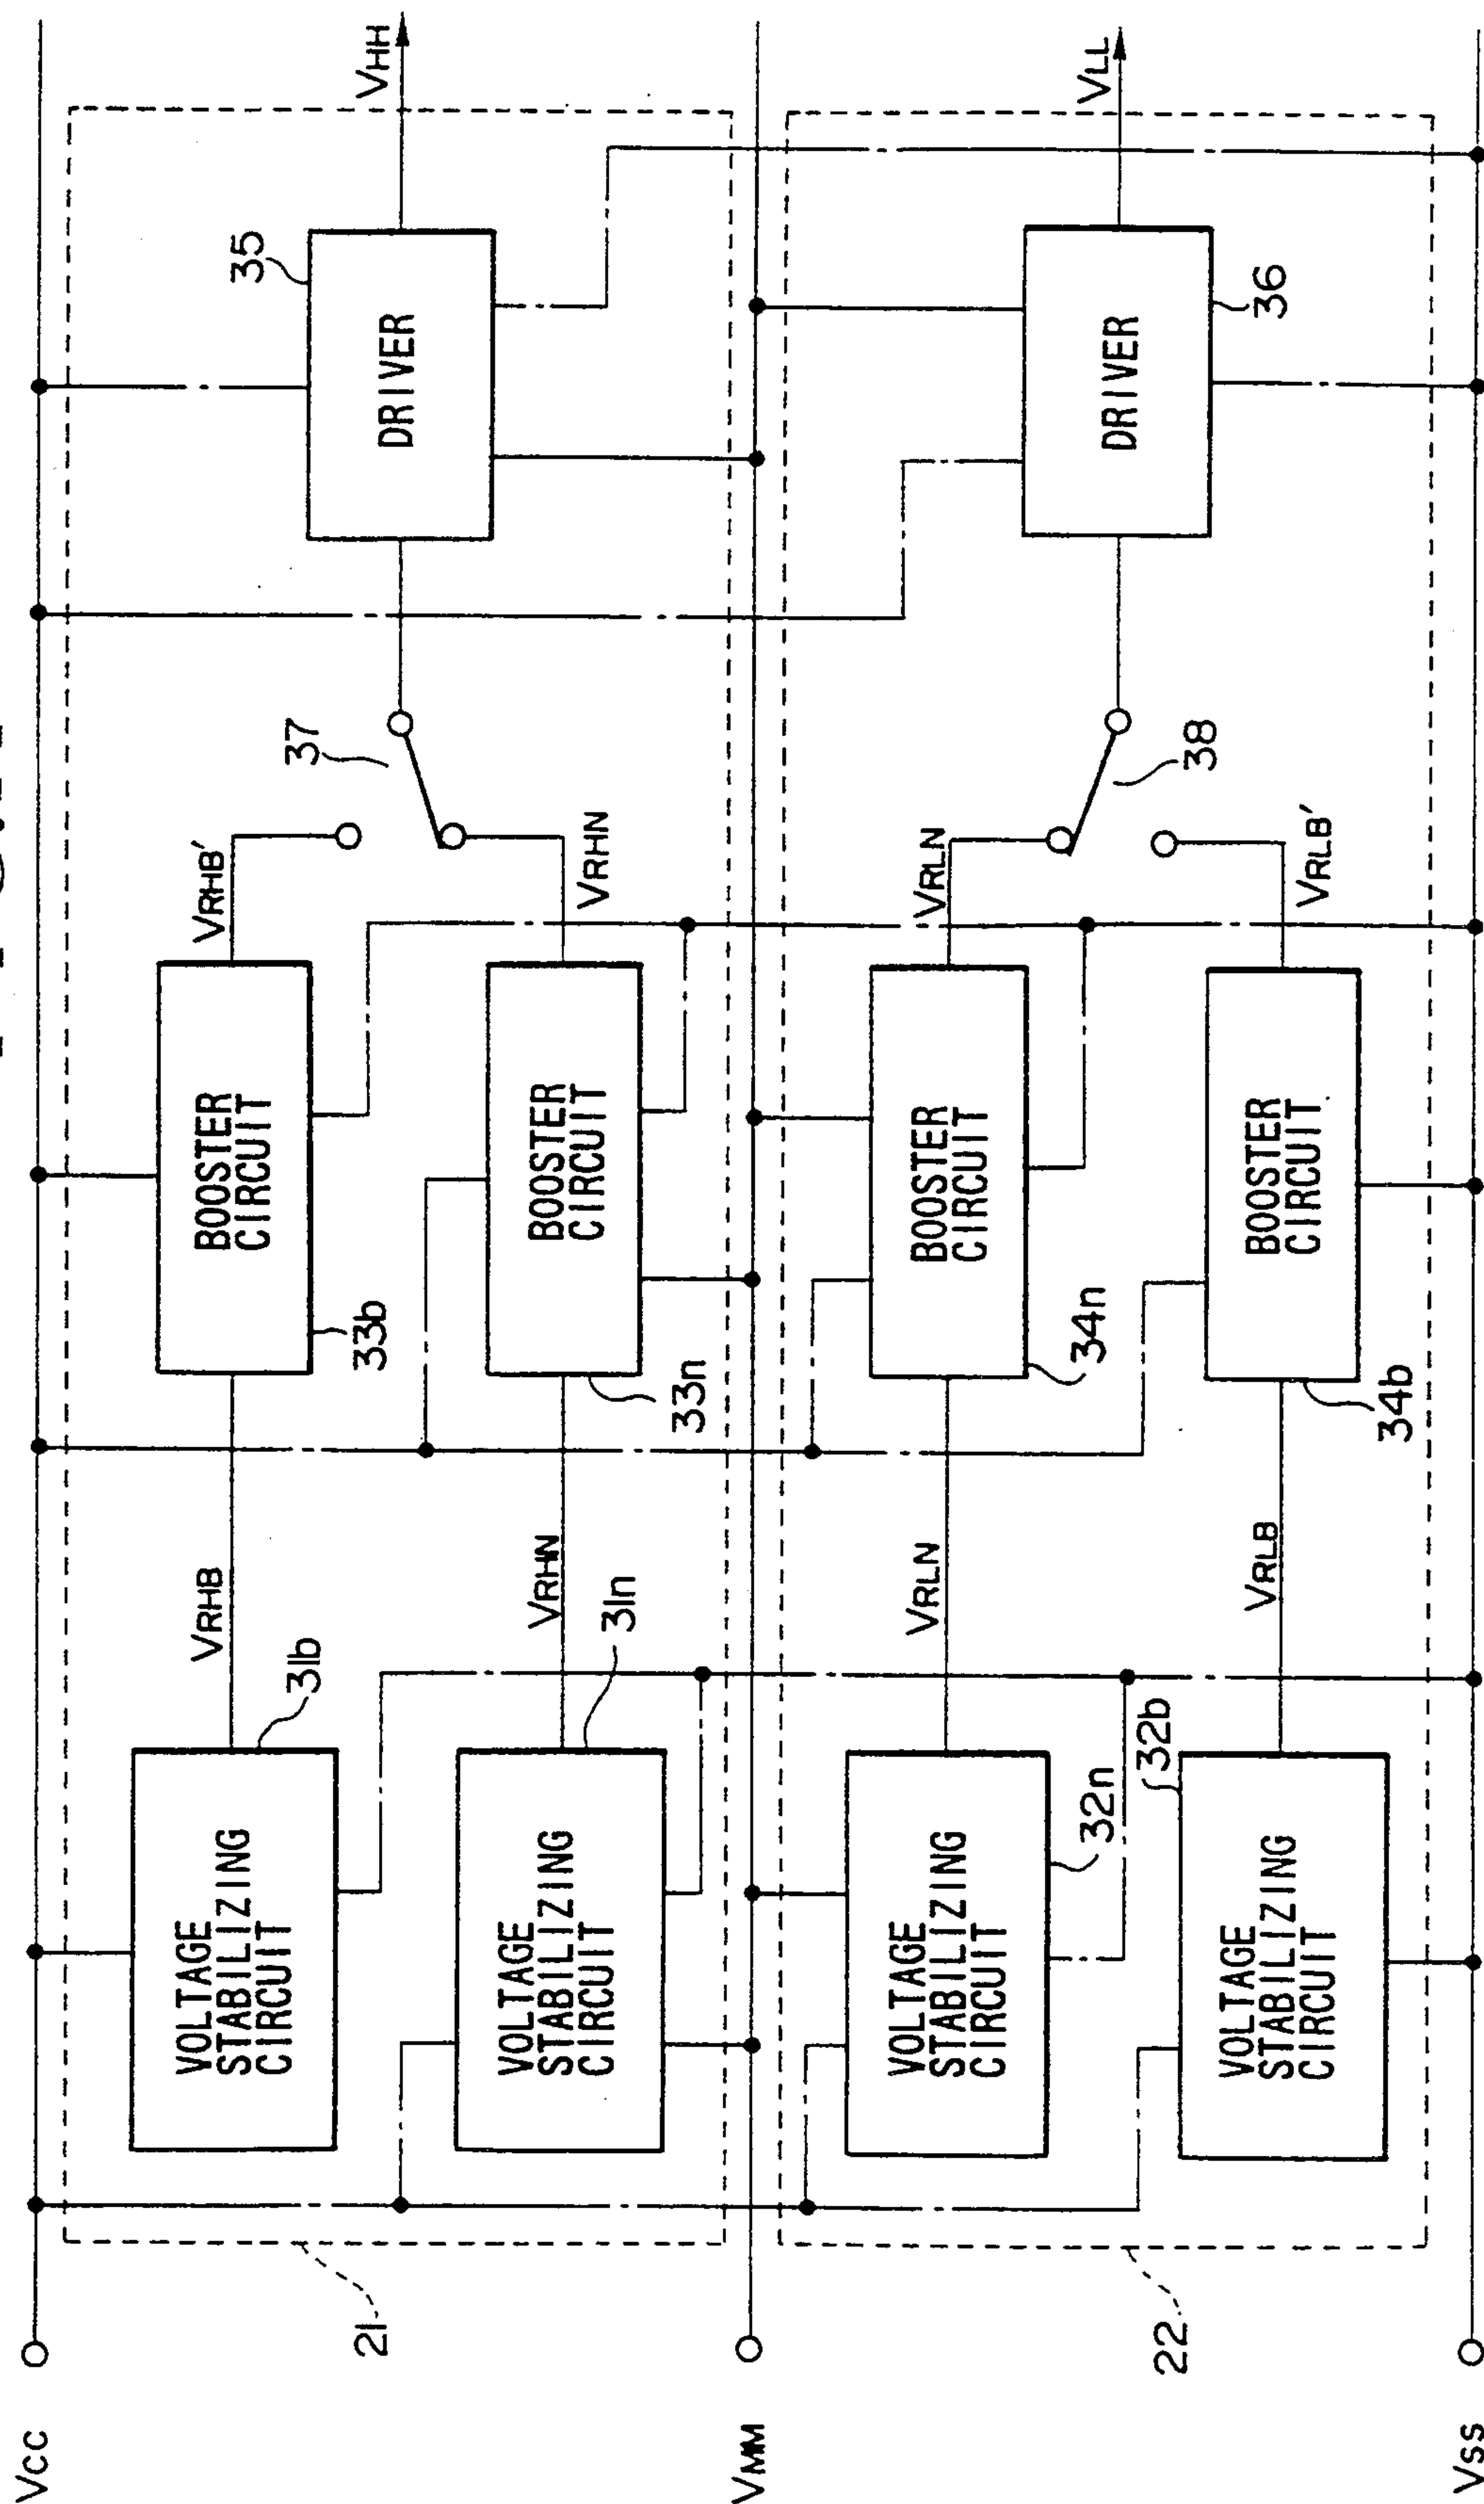 VCC
VMM
VSS
21
22
VOLTAGE
STABILIZING
CIRCUIT
31b
VRHB
BOOSTER
CIRCUIT
33b
VRHB'
37
DRIVER
35
VHH
VOLTAGE
STABILIZING
CIRCUIT
31n
VRHN
BOOSTER
CIRCUIT
33n
VRHN
VOLTAGE
STABILIZING
CIRCUIT
32n
VRLN
BOOSTER
CIRCUIT
34n
VRLN
38
DRIVER
36
VLL
VOLTAGE
STABILIZING
CIRCUIT
32b
VRLB
BOOSTER
CIRCUIT
34b
VRLB'